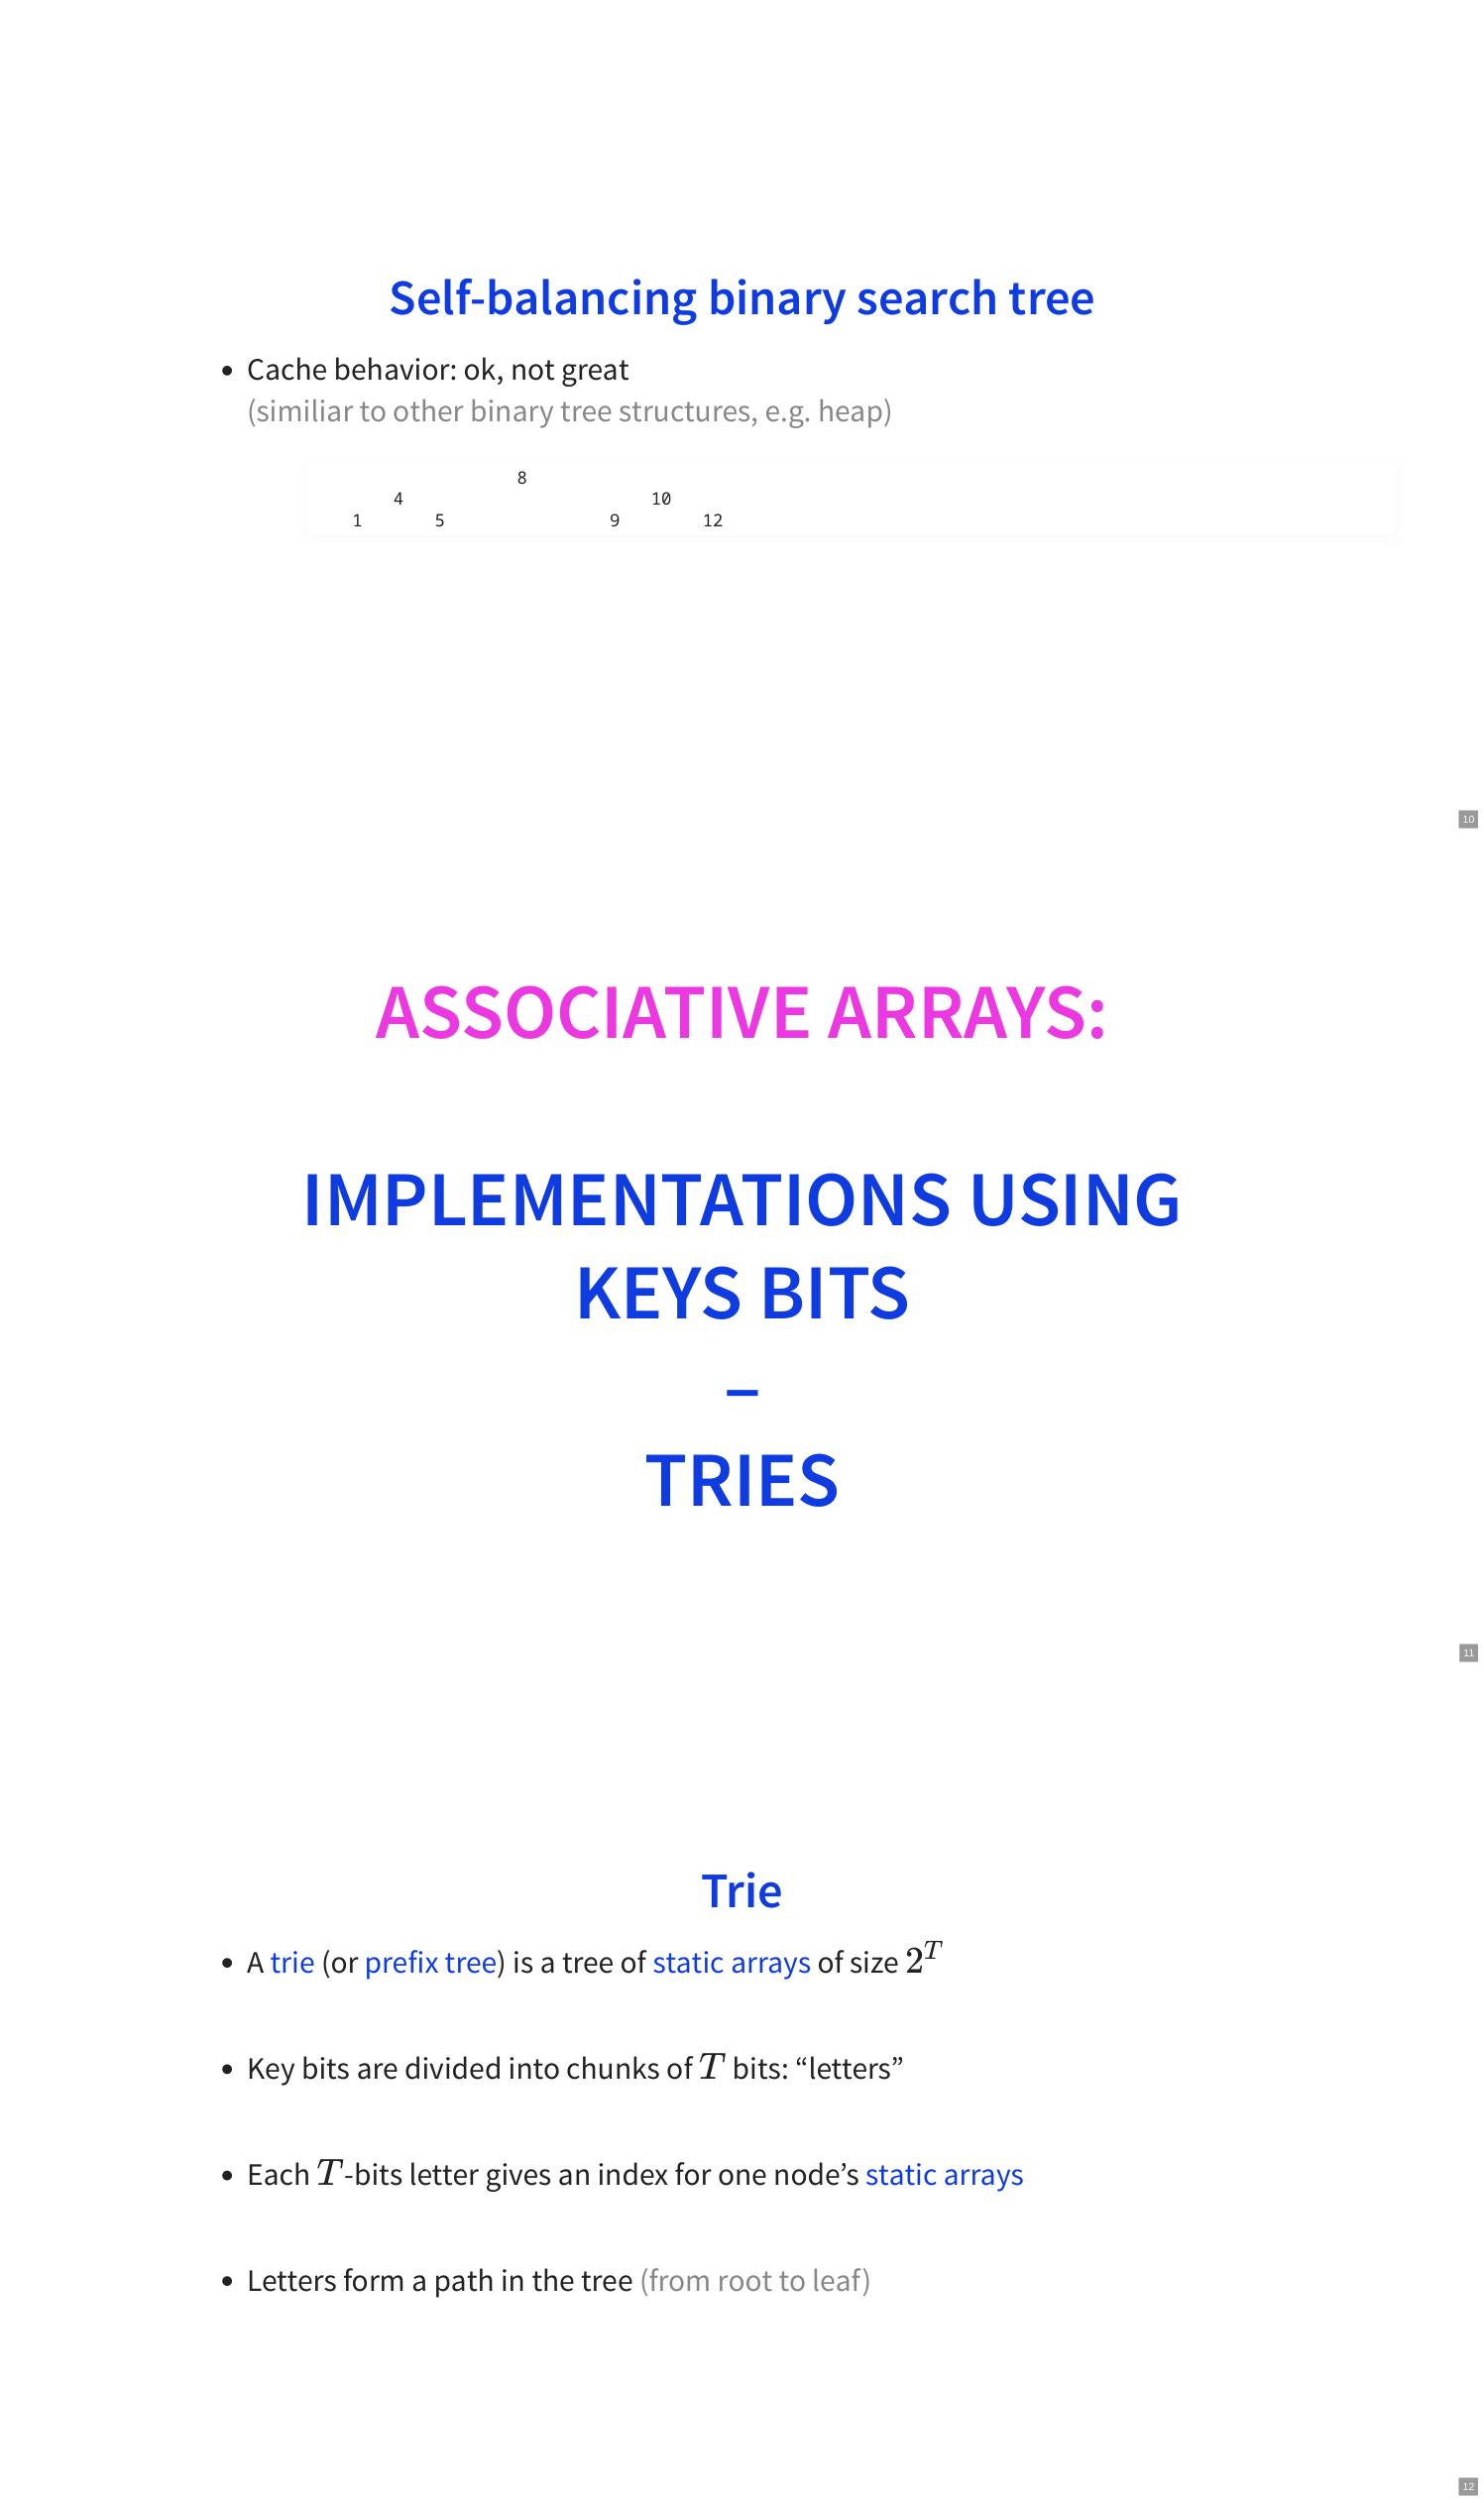 Self-balancing binary search tree
• Cache behavior: ok, not great
(similiar to other binary tree structures, e.g. heap)
8
4 10
1 5 9 12
10
ASSOCIATIVE ARRAYS:
IMPLEMENTATIONS USING
KEYS BITS
–
TRIES
11
Trie
• A trie (or prefix tree) is a tree of static arrays of size 2^T
• Key bits are divided into chunks of T bits: “letters”
• Each T-bits letter gives an index for one node’s static arrays
• Letters form a path in the tree (from root to leaf)
12